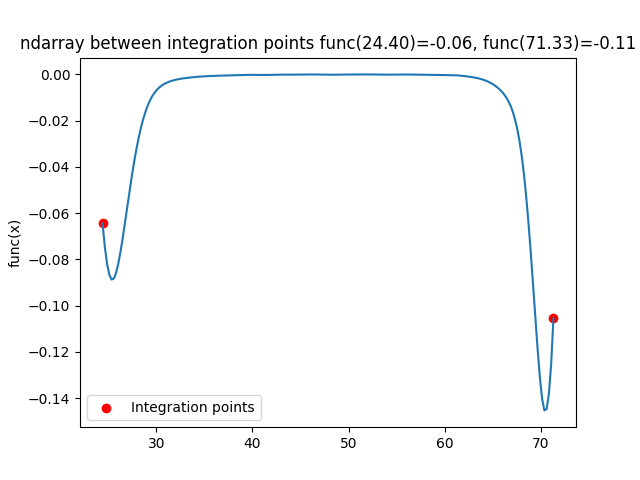 ndarray between integration points func(24.40)=-0.06, func(71.33)=-0.11
0.00
−0.02
−0.04
−0.06
−0.08
−0.10
−0.12
−0.14
func(x)
Integration points
30 40 50 60 70